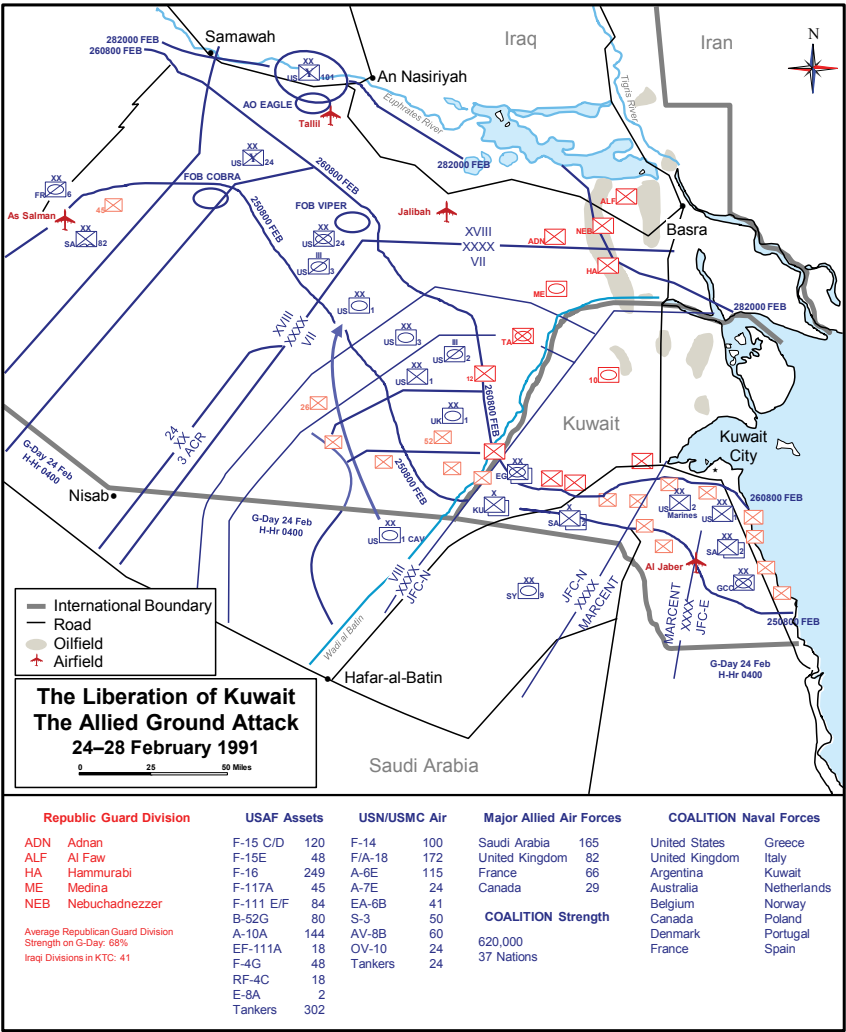 282000 FEB
260800 FEB
Samawah
Iraq
Iran
N
XX
US 101
An Nasiriyah
AO EAGLE
Tallil
Euphrates River
Tigris River
XX
US 24
260800 FEB
282000 FEB
FOB COBRA
XX
FR 6
45
As Salman
XX
SA 82
250800 FEB
FOB VIPER
XX
US 24
III
US 3
Jalibah
ALF
NEB
ADN
HA
Basra
XVIII
XXXX
VII
ME
282000 FEB
XX
US 1
XVIII
XXXX
VII
XX
US 3
III
US 2
TA
XX
US 1
12
10
26
260800 FEB
XX
UK 1
Kuwait
24
XX
3 ACR
52
Kuwait
City
G-Day 24 Feb
H-Hr 0400
250800 FEB
XX
EG
Nisab
G-Day 24 Feb
H-Hr 0400
X
KU
X
SA
XX
US 2
Marines
XX
US 1
260800 FEB
XX
US 1 CAV
XX
SA 2
Al Jaber
VIII
XXXX
JFC-N
XX
SY 9
JFC-N
XXXX
MARCENT
XX
GCC
MARCENT
XXXX
JFC-E
250800 FEB
Wadi al Batin
G-Day 24 Feb
H-Hr 0400
International Boundary
Road
Oilfield
Airfield
Hafar-al-Batin
The Liberation of Kuwait
The Allied Ground Attack
24–28 February 1991
0 25 50 Miles
Saudi Arabia
Republic Guard Division
ADN Adnan
ALF Al Faw
HA Hammurabi
ME Medina
NEB Nebuchadnezzer
Average Republican Guard Division
Strength on G-Day: 68%
Iraqi Divisions in KTC: 41
USAF Assets
F-15 C/D 120
F-15E 48
F-16 249
F-117A 45
F-111 E/F 84
B-52G 80
A-10A 144
EF-111A 18
F-4G 48
RF-4C 18
E-8A 2
Tankers 302
USN/USMC Air
F-14 100
F/A-18 172
A-6E 115
A-7E 24
EA-6B 41
S-3 50
AV-8B 60
OV-10 24
Tankers 24
Major Allied Air Forces
Saudi Arabia 165
United Kingdom 82
France 66
Canada 29
COALITION Strength
620,000
37 Nations
COALITION Naval Forces
United States Greece
United Kingdom Italy
Argentina Kuwait
Australia Netherlands
Belgium Norway
Canada Poland
Denmark Portugal
France Spain